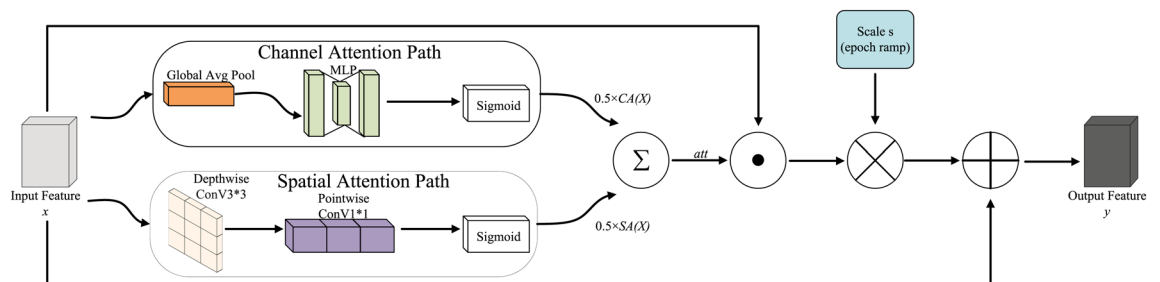 Scale s
(epoch ramp)
Channel Attention Path
Global Avg Pool
MLP
Sigmoid
0.5×CA(X)
Σ
att
Input Feature
x
Depthwise
ConV3*3
Spatial Attention Path
Pointwise
ConV1*1
Sigmoid
0.5×SA(X)
Output Feature
y